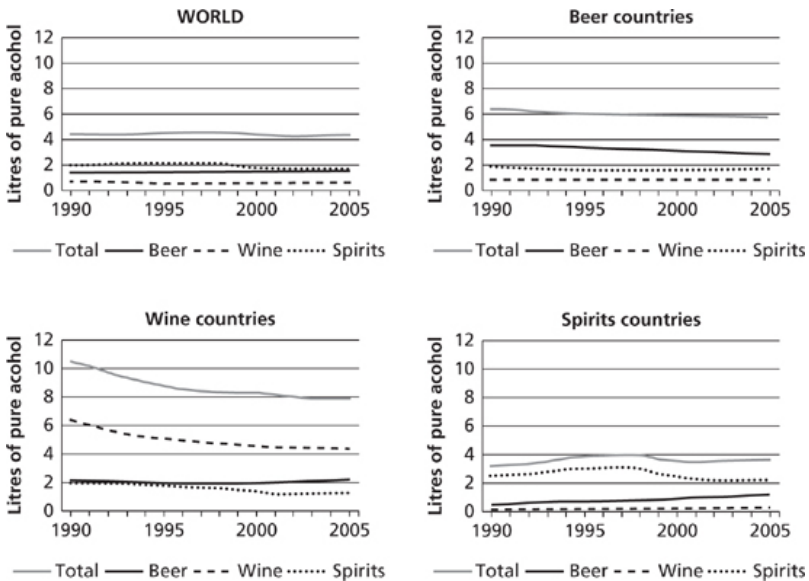 WORLD
Litres of pure acohol
12
10
8
6
4
2
0
1990 1995 2000 2005
Total Beer Wine Spirits
Beer countries
Litres of pure acohol
12
10
8
6
4
2
0
1990 1995 2000 2005
Total Beer Wine Spirits
Wine countries
Litres of pure acohol
12
10
8
6
4
2
0
1990 1995 2000 2005
Total Beer Wine Spirits
Spirits countries
Litres of pure acohol
12
10
8
6
4
2
0
1990 1995 2000 2005
Total Beer Wine Spirits